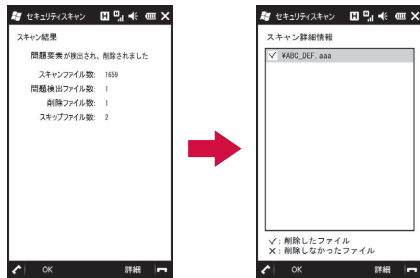 セキュリティスキャン
スキャン結果
問題要素が検出され、削除されました
スキャンファイル数: 1659
問題検出ファイル数: 1
削除ファイル数: 1
スキップファイル数: 2
OK 詳細
セキュリティスキャン
スキャン詳細情報
¥ABC_DEF.aaa
✓: 削除したファイル
×: 削除しなかったファイル
OK 詳細